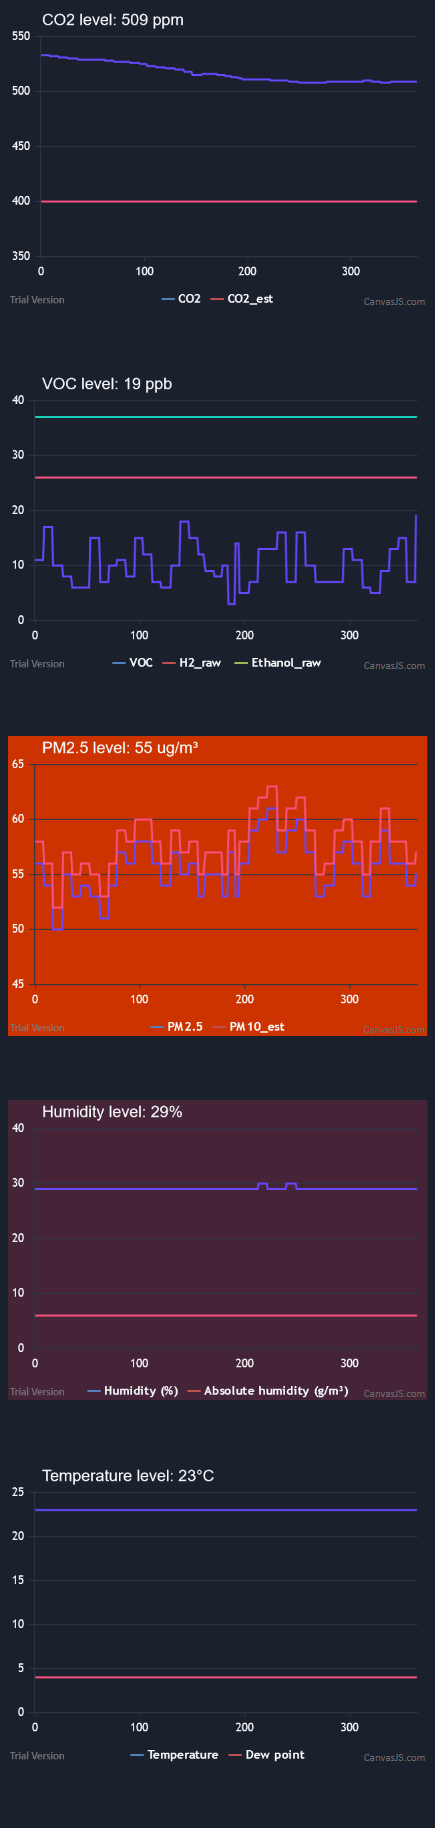 CO2 level: 509 ppm
550
500
450
400
350
0 100 200 300
Trial Version CO2 CO2_est CanvasJS.com
VOC level: 19 ppb
40
30
20
10
0
0 100 200 300
Trial Version VOC H2_raw Ethanol_raw CanvasJS.com
PM2.5 level: 55 ug/m³
65
60
55
50
45
0 100 200 300
Trial Version PM2.5 PM10_est CanvasJS.com
Humidity level: 29%
40
30
20
10
0
0 100 200 300
Trial Version Humidity (%) Absolute humidity (g/m³) CanvasJS.com
Temperature level: 23°C
25
20
15
10
5
0
0 100 200 300
Trial Version Temperature Dew point CanvasJS.com